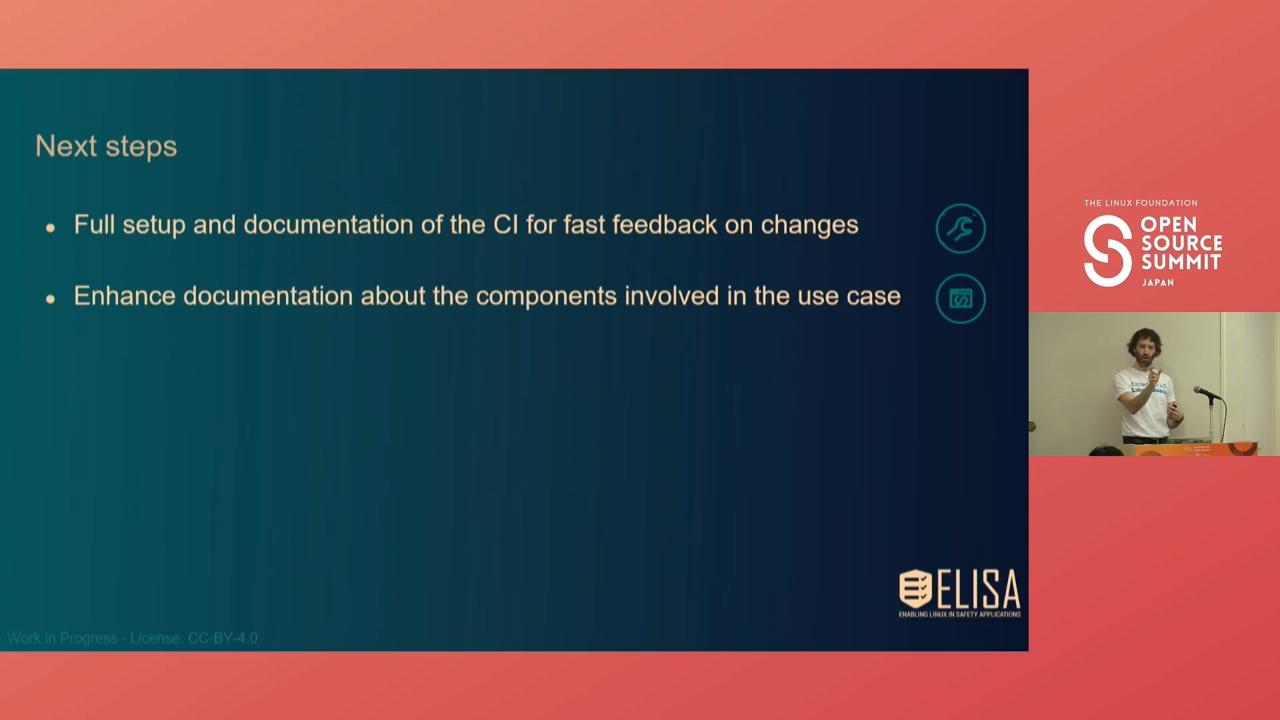 Next steps
Full setup and documentation of the CI for fast feedback on changes
Enhance documentation about the components involved in the use case
ELISA
ENABLING LINUX IN SAFETY APPLICATIONS
Work in Progress - License: CC-BY-4.0
THE LINUX FOUNDATION
OPEN
SOURCE
SUMMIT
JAPAN